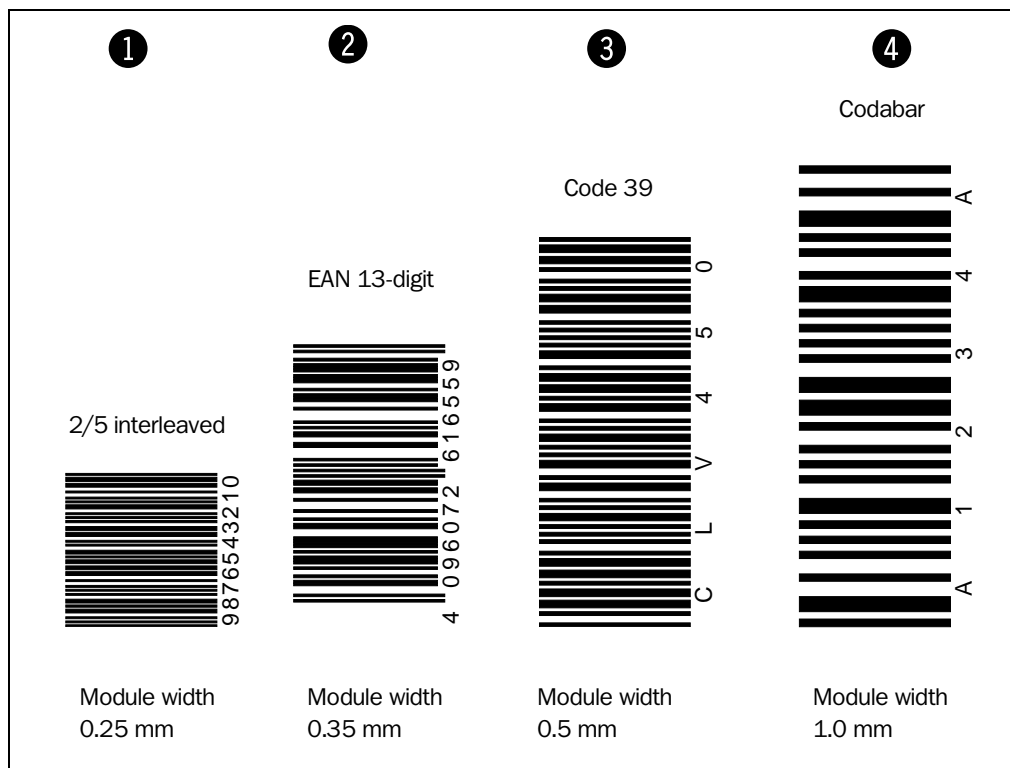 1
2
3
4
2/5 interleaved
EAN 13-digit
Code 39
Codabar
9876543210
4 096072 616559
C L V 4 5 0
A 1 2 3 4 A
Module width
0.25 mm
Module width
0.35 mm
Module width
0.5 mm
Module width
1.0 mm